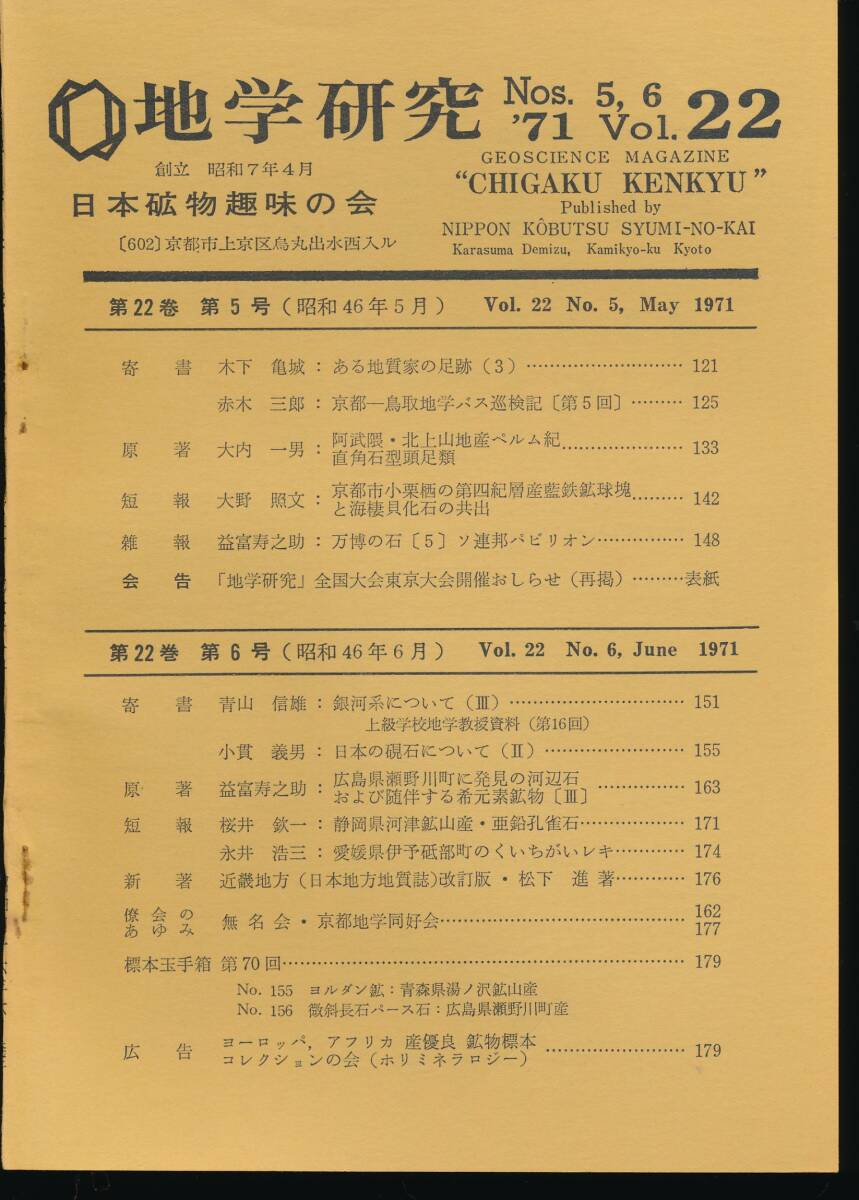 地学研究 Nos. 5, 6 '71 Vol. 22
創立 昭和7年4月
日本砿物趣味の会
〔602〕京都市上京区烏丸出水西入ル
GEOSCIENCE MAGAZINE
“CHIGAKU KENKYU”
Published by
NIPPON KÔBUTSU SYUMI-NO-KAI
Karasuma Demizu, Kamikyo-ku Kyoto
第22巻 第5号 (昭和46年5月) Vol. 22 No. 5, May 1971
寄書 木下 亀城：ある地質家の足跡(3)………………………121
赤木 三郎：京都—鳥取地学バス巡検記〔第5回〕………125
原著 大内 一男：阿武隈・北上山地産ペルム紀
直角石型頭足類………………133
短報 大野 照文：京都市小栗栖の第四紀層産藍鉄鉱球塊
と海棲貝化石の共出………142
雑報 益富寿之助：万博の石〔5〕ソ連邦パビリオン……………148
会告 「地学研究」全国大会東京大会開催おしらせ(再掲)………表紙
第22巻 第6号 (昭和46年6月) Vol. 22 No. 6, June 1971
寄書 青山 信雄：銀河系について(Ⅲ)…………………………151
上級学校地学教授資料(第16回)
小貫 義男：日本の硯石について(Ⅱ)……………………155
原著 益富寿之助：広島県瀬野川町に発見の河辺石
および随伴する希元素鉱物〔Ⅲ〕……………163
短報 桜井 欽一：静岡県河津鉱山産・亜鉛孔雀石………………171
永井 浩三：愛媛県伊予砥部町のくいちがいレキ…………174
新著 近畿地方(日本地方地質誌)改訂版・松下 進著…………176
僚会の
あゆみ 無名会・京都地学同好会……………………………………162
177
標本玉手箱 第70回……………………………………………………………179
No. 155 ヨルダン鉱：青森県湯ノ沢鉱山産
No. 156 微斜長石パース石：広島県瀬野川町産
広告 ヨーロッパ, アフリカ 産優良 鉱物標本
コレクションの会(ホリミネラロジー)……………………179